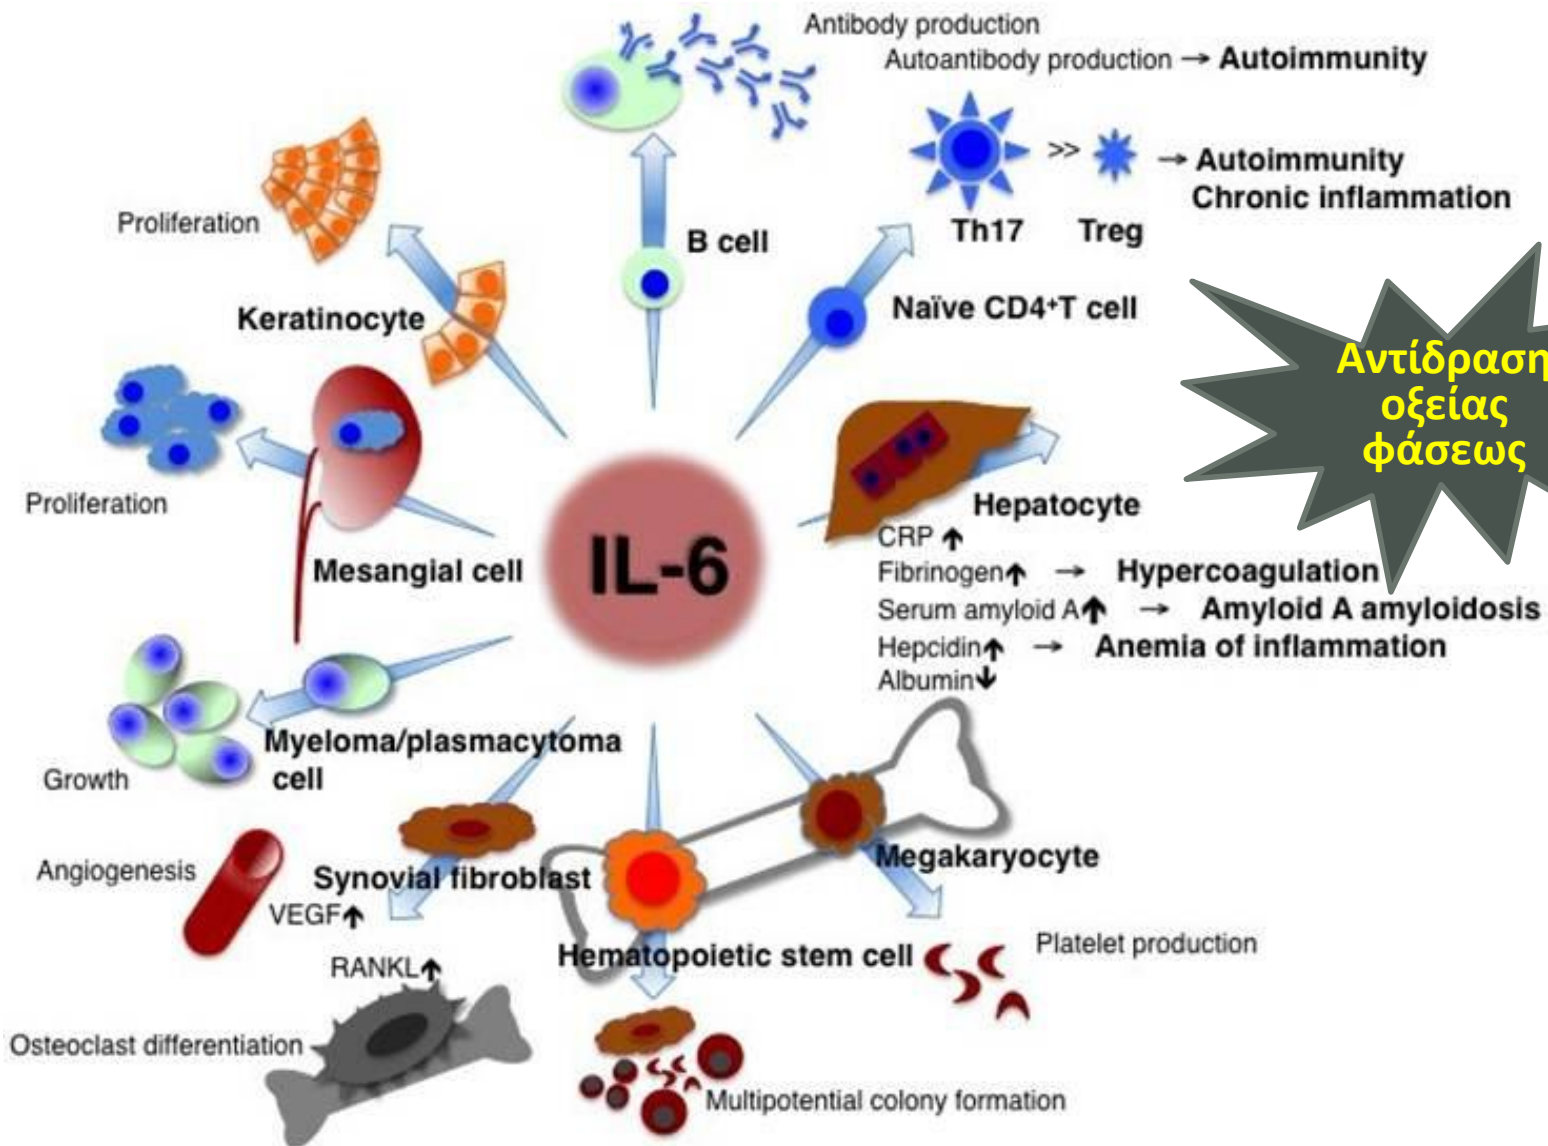 Antibody production
Autoantibody production → Autoimmunity
>>
→ Autoimmunity
Chronic inflammation
Th17 Treg
Proliferation
B cell
Naïve CD4⁺T cell
Keratinocyte
Αντίδραση
οξείας
φάσεως
Proliferation
Mesangial cell
IL-6
Hepatocyte
CRP ↑
Fibrinogen↑ → Hypercoagulation
Serum amyloid A↑ → Amyloid A amyloidosis
Hepcidin↑ → Anemia of inflammation
Albumin↓
Myeloma/plasmacytoma
cell
Growth
Angiogenesis
Synovial fibroblast
VEGF↑
RANKL↑
Osteoclast differentiation
Megakaryocyte
Hematopoietic stem cell
Platelet production
Multipotential colony formation